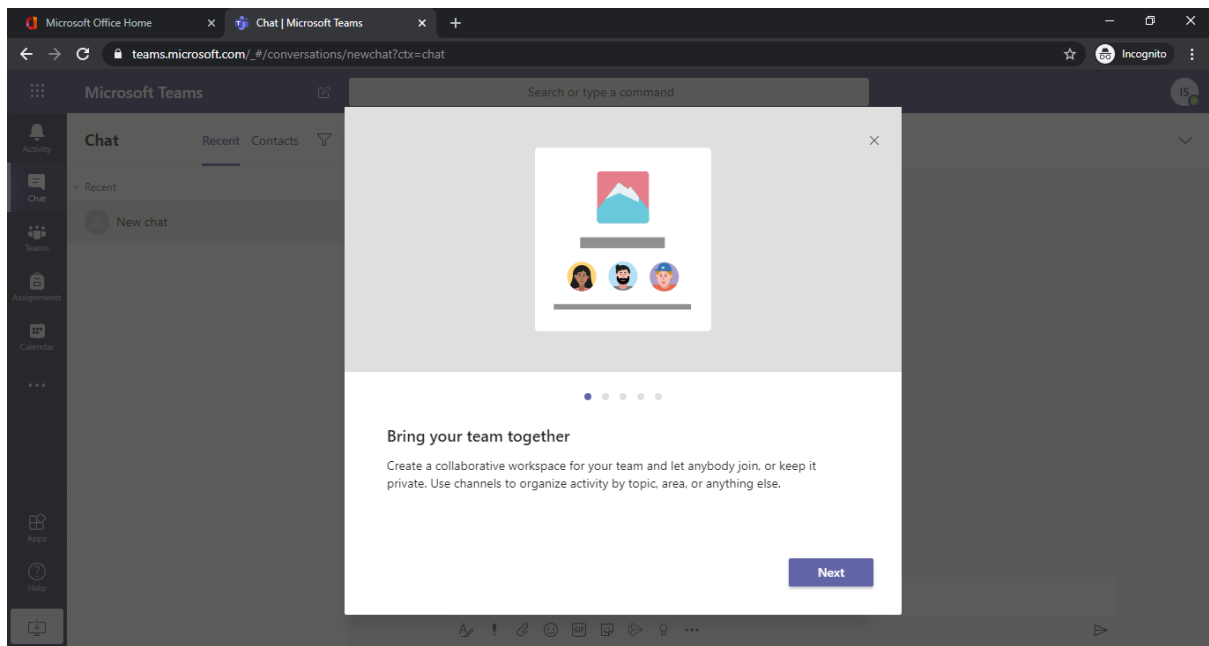 Microsoft Office Home
Chat | Microsoft Teams
teams.microsoft.com/_#/conversations/newchat?ctx=chat
Incognito
Microsoft Teams
Search or type a command
IS
Activity
Chat
Recent
Contacts
Chat
Recent
New chat
Teams
Assignments
Calendar
Bring your team together
Create a collaborative workspace for your team and let anybody join, or keep it
private. Use channels to organize activity by topic, area, or anything else.
Apps
Next
Help
GIF